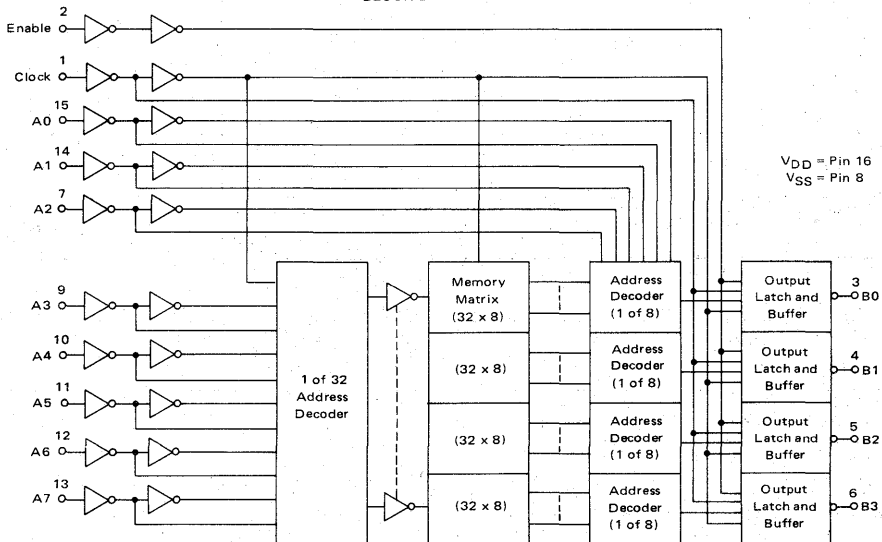 2
Enable
1
Clock
15
A0
14
A1
7
A2
VDD = Pin 16
VSS = Pin 8
9
A3
10
A4
11
A5
12
A6
13
A7
1 of 32
Address
Decoder
Memory
Matrix
(32 x 8)
(32 x 8)
(32 x 8)
(32 x 8)
Address
Decoder
(1 of 8)
Address
Decoder
(1 of 8)
Address
Decoder
(1 of 8)
Address
Decoder
(1 of 8)
Output
Latch and
Buffer
Output
Latch and
Buffer
Output
Latch and
Buffer
Output
Latch and
Buffer
3
B0
4
B1
5
B2
6
B3